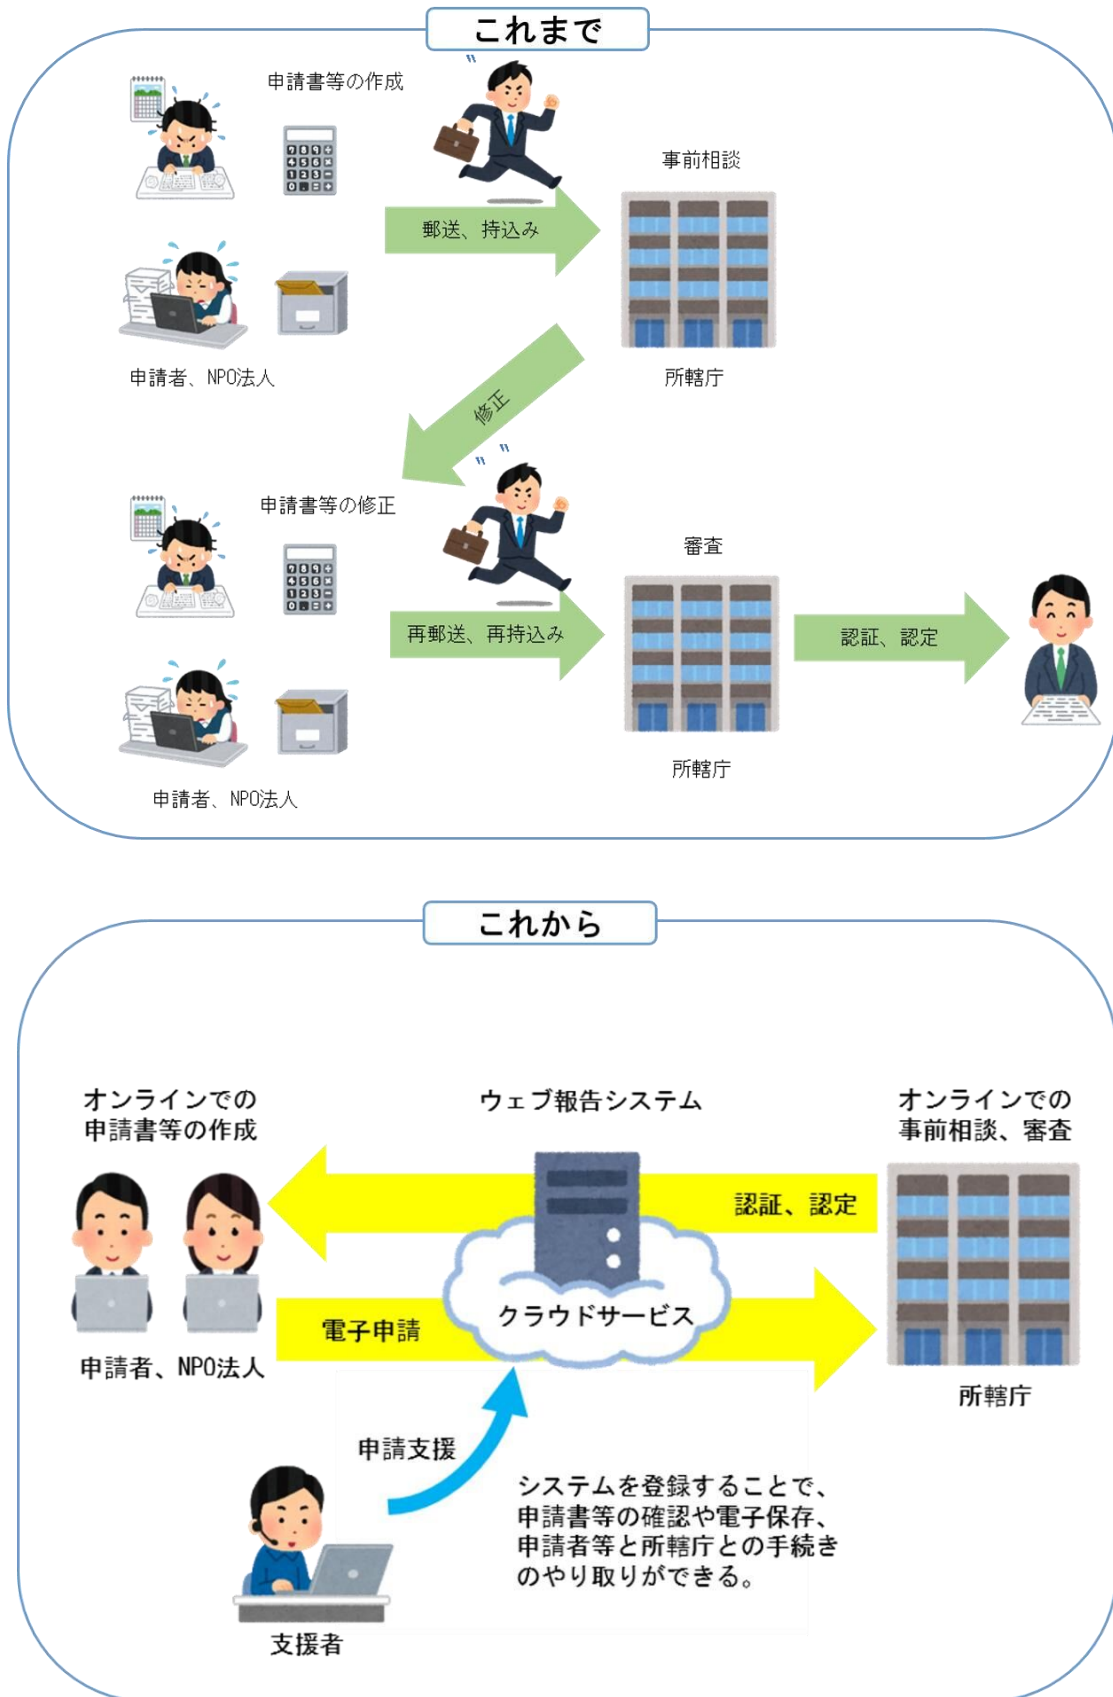 これまで
申請書等の作成
事前相談
郵送、持込み
申請者、NPO法人
所轄庁
修正
申請書等の修正
審査
再郵送、再持込み
認証、認定
所轄庁
申請者、NPO法人
これから
オンラインでの
申請書等の作成
ウェブ報告システム
オンラインでの
事前相談、審査
認証、認定
クラウドサービス
電子申請
申請者、NPO法人
所轄庁
申請支援
システムを登録することで、
申請書等の確認や電子保存、
申請者等と所轄庁との手続き
のやり取りができる。
支援者